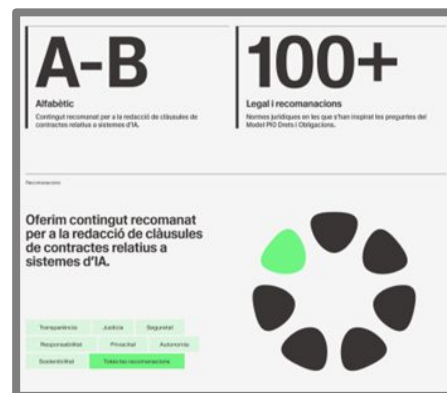 A-B
Alfabètic
Contingut recomanat per a la redacció de clàusules de
contractes relatius a sistemes d'IA.
100+
Legal i recomanacions
Normes jurídiques en les que s'han inspirat les preguntes del
Model PIO Drets i Obligacions.
Recomanacions
Oferim contingut recomanat
per a la redacció de clàusules
de contractes relatius a
sistemes d'IA.
Transparència Justícia Seguretat
Responsabilitat Privacitat Autonomia
Sostenibilitat Totes les recomanacions